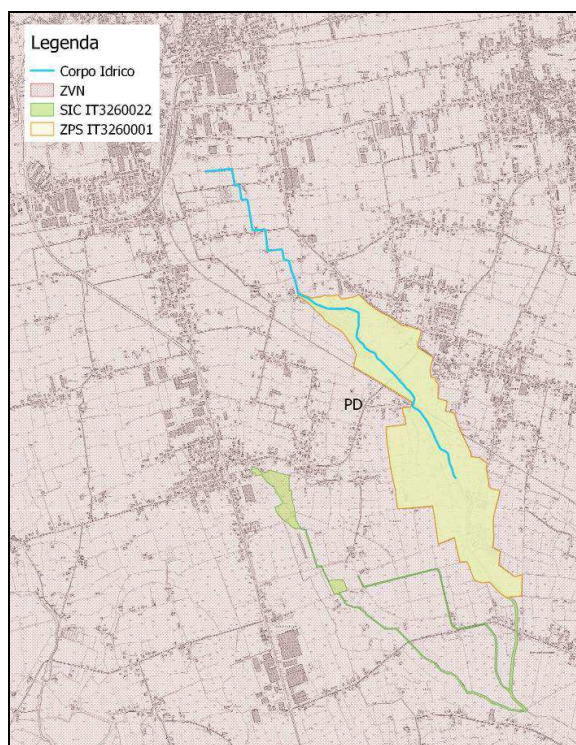 Legenda
Corpo Idrico
ZVN
SIC IT3260022
ZPS IT3260001
PD